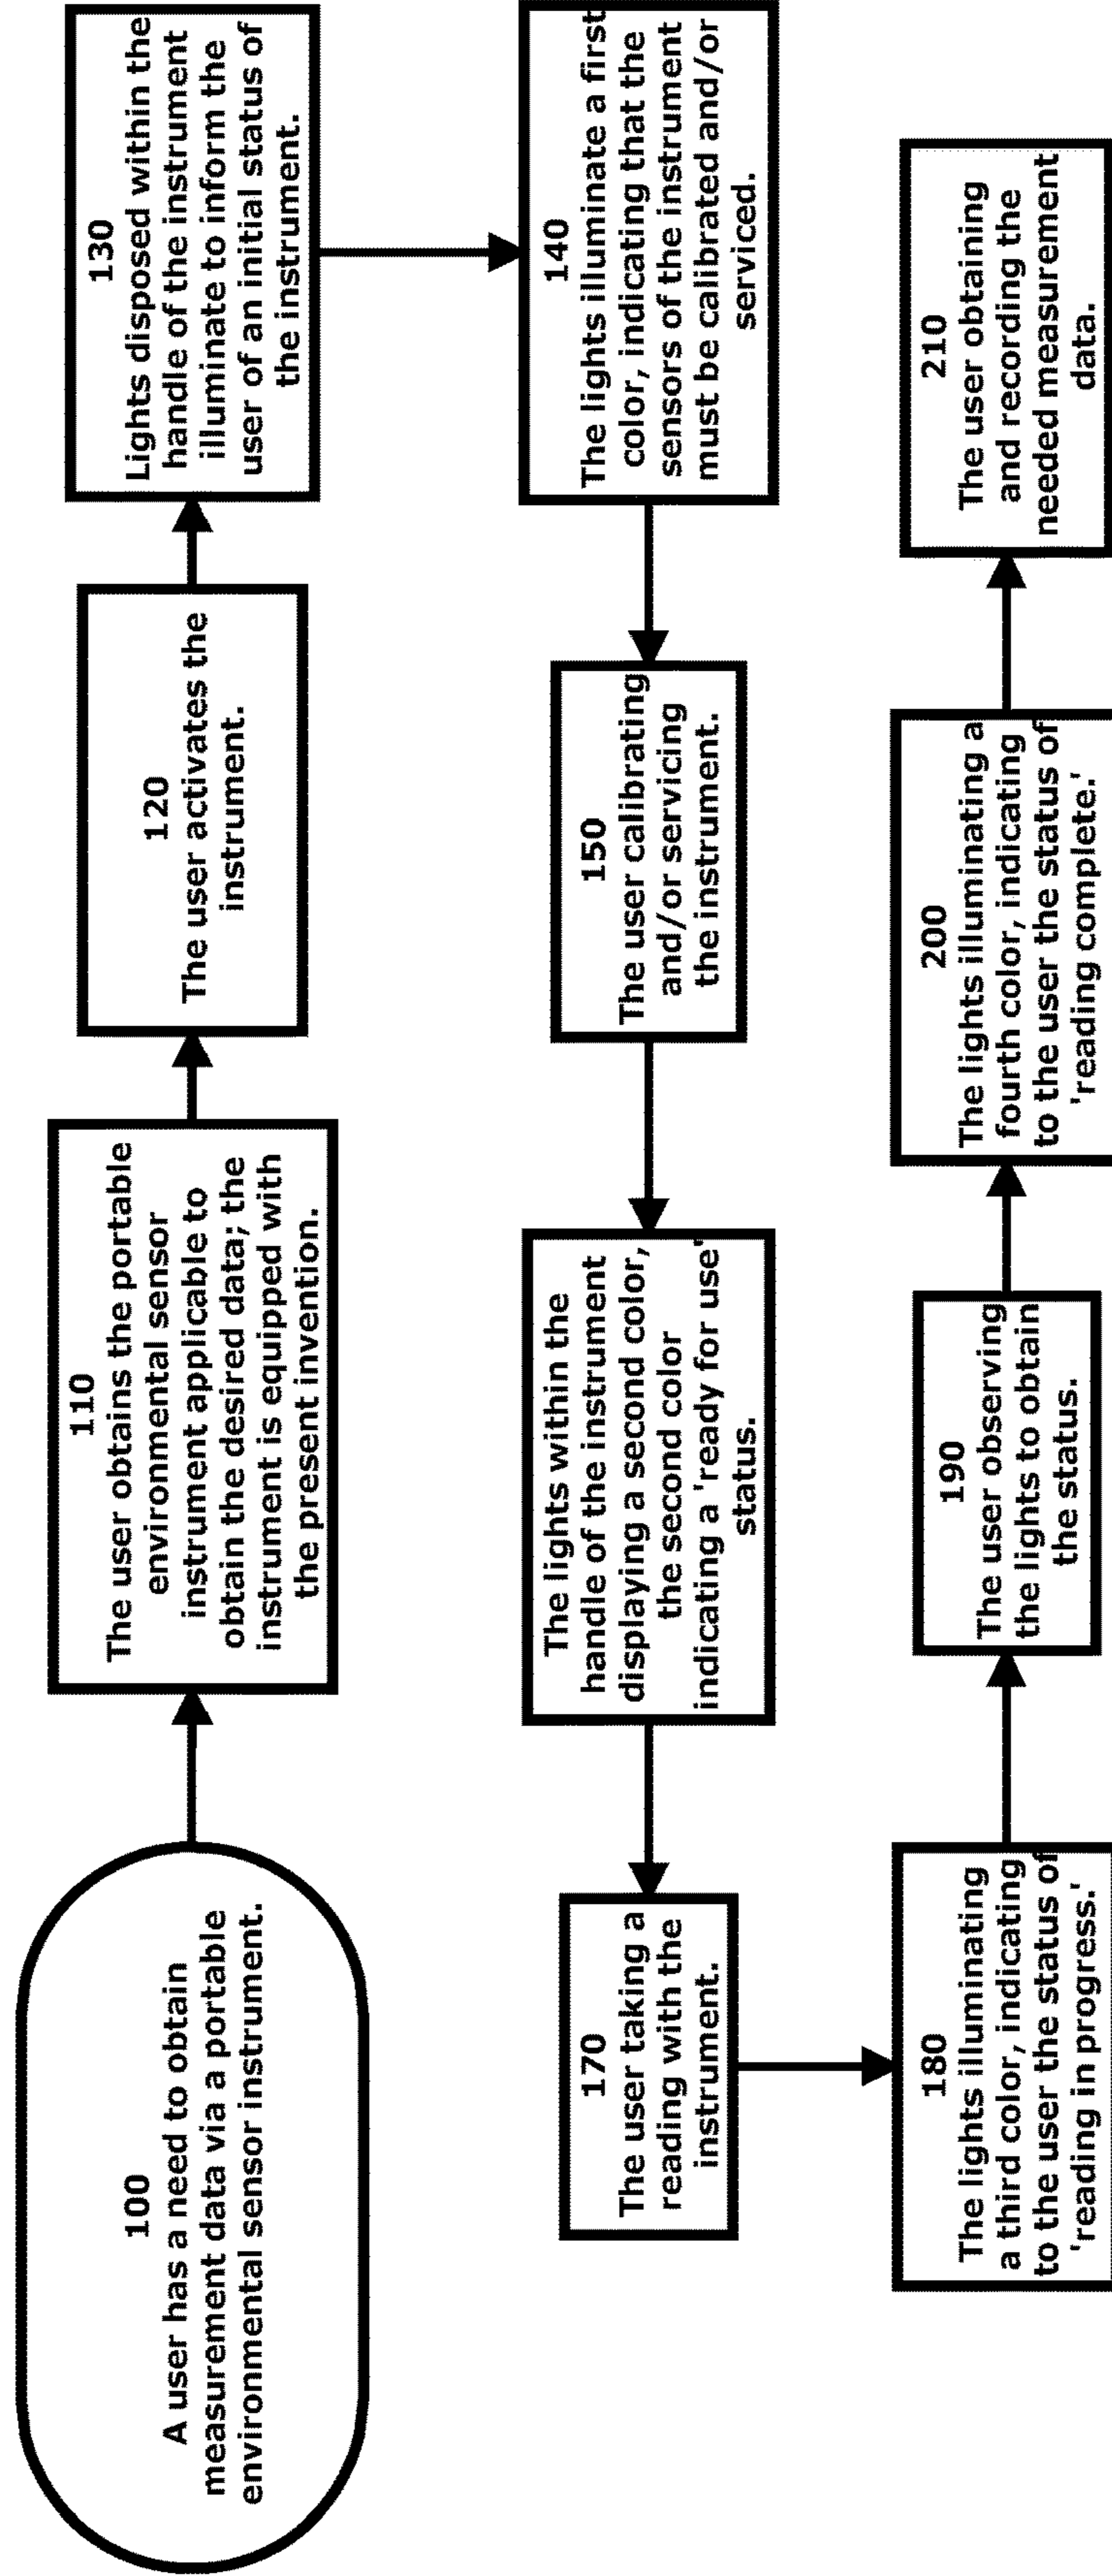 100
A user has a need to obtain
measurement data via a portable
environmental sensor instrument.
110
The user obtains the portable
environmental sensor
instrument applicable to
obtain the desired data; the
instrument is equipped with
the present invention.
120
The user activates the
instrument.
130
Lights disposed within the
handle of the instrument
illuminate to inform the
user of an initial status of
the instrument.
140
The lights illuminate a first
color, indicating that the
sensors of the instrument
must be calibrated and/or
serviced.
150
The user calibrating
and/or servicing
the instrument.
The lights within the
handle of the instrument
displaying a second color,
the second color
indicating a 'ready for use'
status.
170
The user taking a
reading with the
instrument.
180
The lights illuminating
a third color, indicating
to the user the status of
'reading in progress.'
190
The user observing
the lights to obtain
the status.
200
The lights illuminating a
fourth color, indicating
to the user the status of
'reading complete.'
210
The user obtaining
and recording the
needed measurement
data.